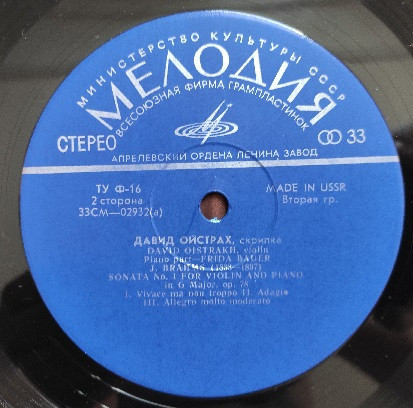 МИНИСТЕРСТВО КУЛЬТУРЫ СССР
МЕЛОДИЯ
ВСЕСОЮЗНАЯ ФИРМА ГРАМПЛАСТИНОК
СТЕРЕО
33
АПРЕЛЕВСКИЙ ОРДЕНА ЛЕНИНА ЗАВОД
ТУ Ф-16
MADE IN USSR
2 сторона
Вторая гр.
33СМ—02932(а)
ДАВИД ОЙСТРАХ, скрипка
DAVID OISTRAKH, violin
Piano part—FRIDA BAUER
J. BRAHMS (1833—1897)
SONATA No. 1 FOR VIOLIN AND PIANO
in G Major, op. 78
I. Vivace ma non troppo II. Adagio
III. Allegro molto moderato